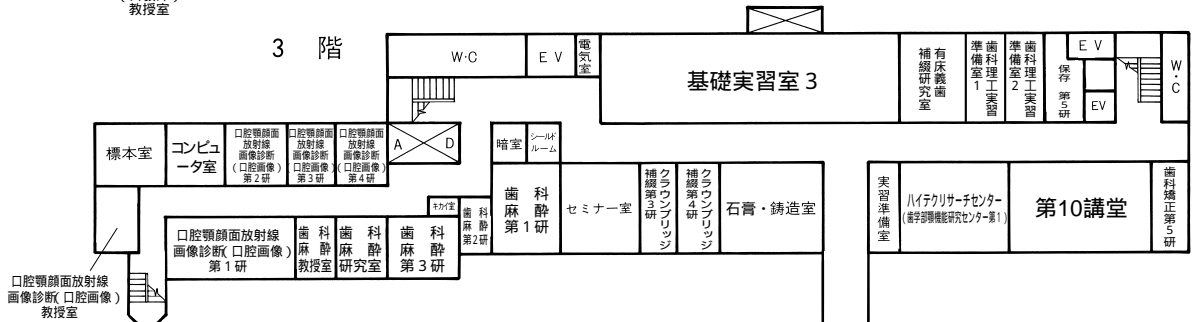 教授室
3 階
W・C
E V
電気室
基礎実習室 3
有床義歯
補綴研究室
歯科理工実習
準備室1
歯科理工実習
準備室2
保存 第5研
E V
EV
W・C
標本室
コンピュ
ータ室
口腔顎顔面
放射線
画像診断
(口腔画像)
第2研
口腔顎顔面
放射線
画像診断
(口腔画像)
第3研
口腔顎顔面
放射線
画像診断
(口腔画像)
第4研
A D
暗室
シールド
ルーム
キカイ室
歯科
麻酔
第2研
歯 科
麻 酔
第1研
セミナー室
クラウンブリッジ
補綴第3研
クラウンブリッジ
補綴第4研
石膏・鋳造室
実習準備室
ハイテクリサーチセンター
(歯学部顎機能研究センター第1)
第10講堂
歯科矯正第5研
口腔顎顔面放射線
画像診断(口腔画像)
第1研
歯 科
麻 酔
教授室
歯 科
麻 酔
研究室
歯 科
麻 酔
第3研
口腔顎顔面放射線
画像診断(口腔画像)
教授室